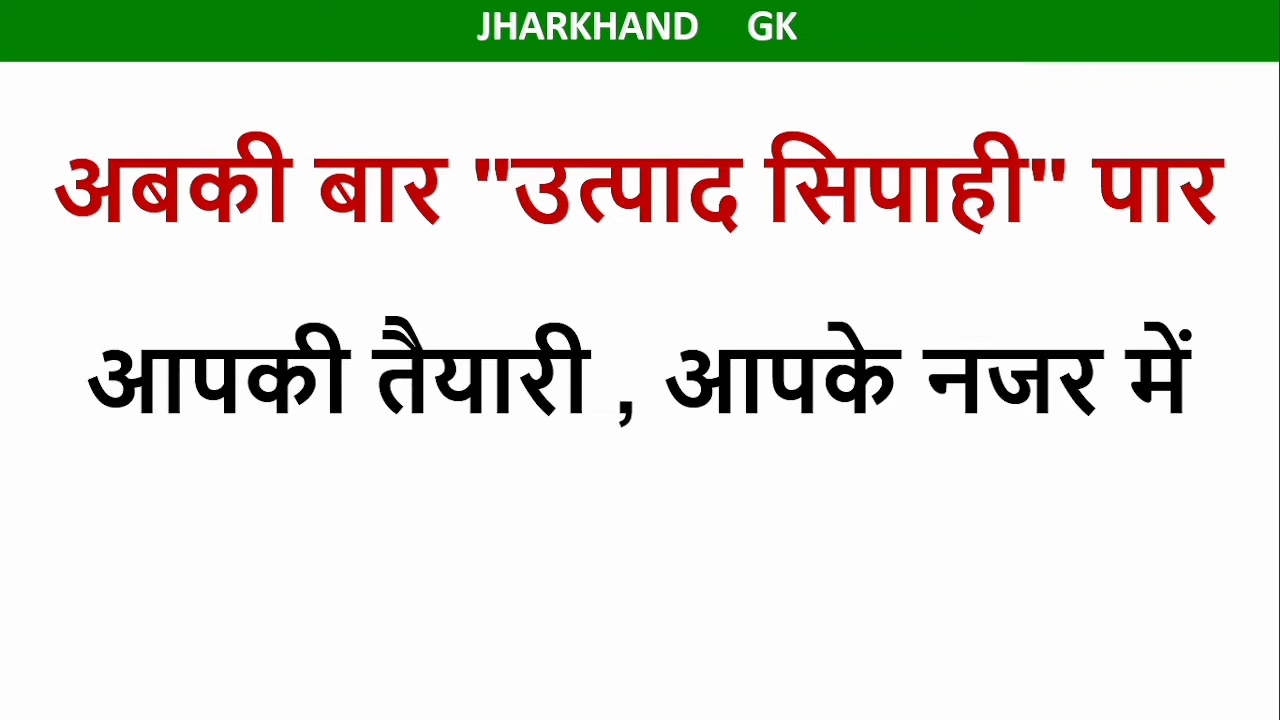 JHARKHAND GK
अबकी बार "उत्पाद सिपाही" पार
आपकी तैयारी , आपके नजर में